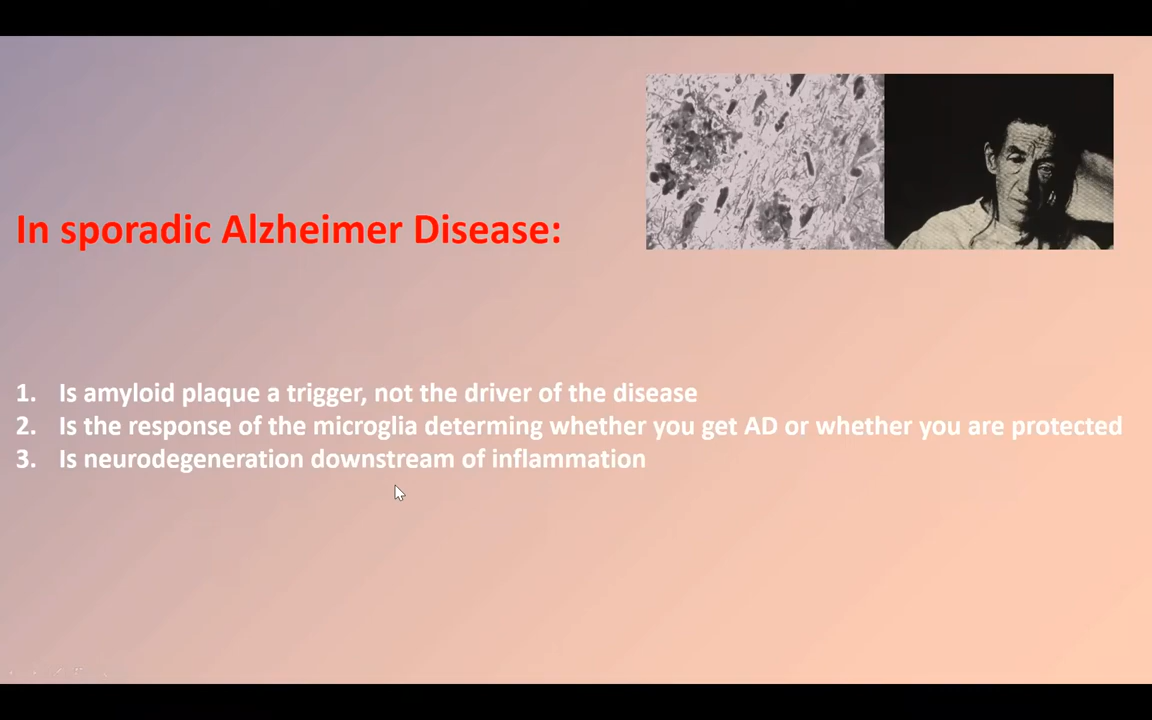 In sporadic Alzheimer Disease:
1. Is amyloid plaque a trigger, not the driver of the disease
2. Is the response of the microglia determing whether you get AD or whether you are protected
3. Is neurodegeneration downstream of inflammation